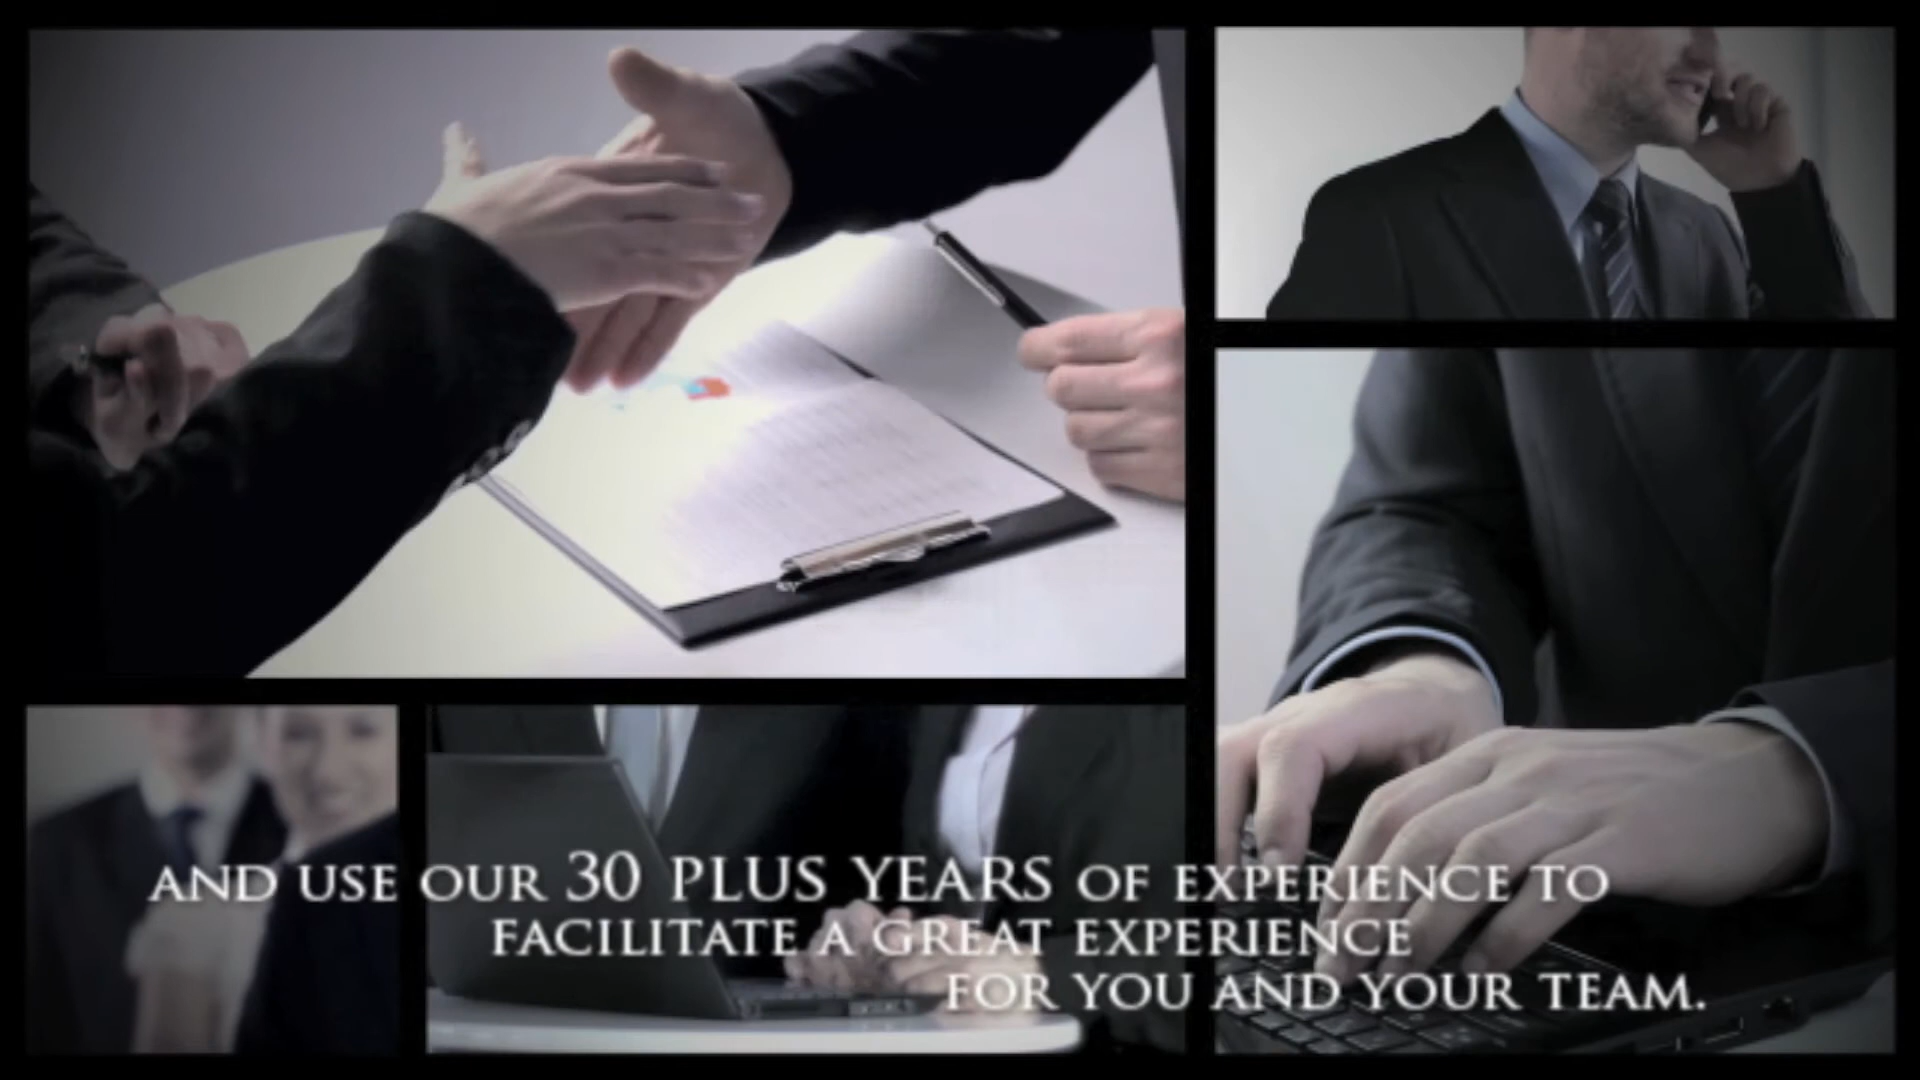 AND USE OUR 30 PLUS YEARS OF EXPERIENCE TO
FACILITATE A GREAT EXPERIENCE
FOR YOU AND YOUR TEAM.